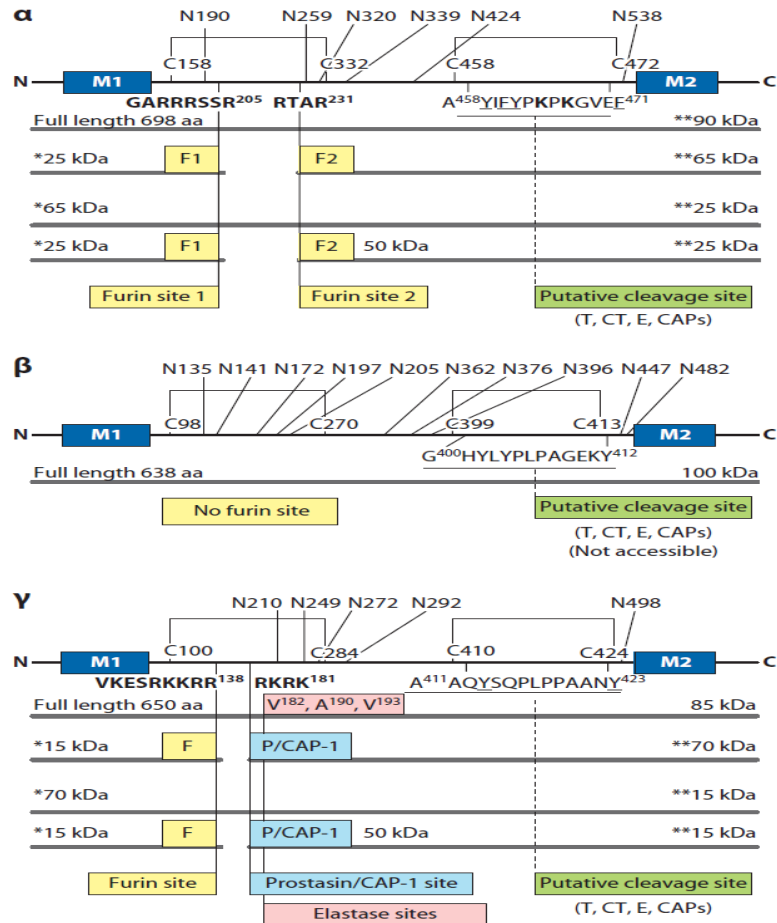 α
N190 N259 N320 N339 N424 N538
C158 C332 C458 C472
N M1 M2 C
GARRRSSR²⁰⁵ RTAR²³¹ A⁴⁵⁸YIFYPKPKGVEF⁴⁷¹
Full length 698 aa **90 kDa
*25 kDa F1 F2 **65 kDa
*65 kDa **25 kDa
*25 kDa F1 F2 50 kDa **25 kDa
Furin site 1 Furin site 2 Putative cleavage site
(T, CT, E, CAPs)
β
N135 N141 N172 N197 N205 N362 N376 N396 N447 N482
C98 C270 C399 C413
N M1 M2 C
G⁴⁰⁰HYLYPLPAGEKY⁴¹²
Full length 638 aa 100 kDa
No furin site Putative cleavage site
(T, CT, E, CAPs)
(Not accessible)
γ
N210 N249 N272 N292 N498
C100 C284 C410 C424
N M1 M2 C
VKESRKKRR¹³⁸ RKRK¹⁸¹ A⁴¹¹AQYSQPLPPAANY⁴²³
Full length 650 aa V¹⁸², A¹⁹⁰, V¹⁹³ 85 kDa
*15 kDa F P/CAP-1 **70 kDa
*70 kDa **15 kDa
*15 kDa F P/CAP-1 50 kDa **15 kDa
Furin site Prostasin/CAP-1 site Putative cleavage site
Elastase sites (T, CT, E, CAPs)